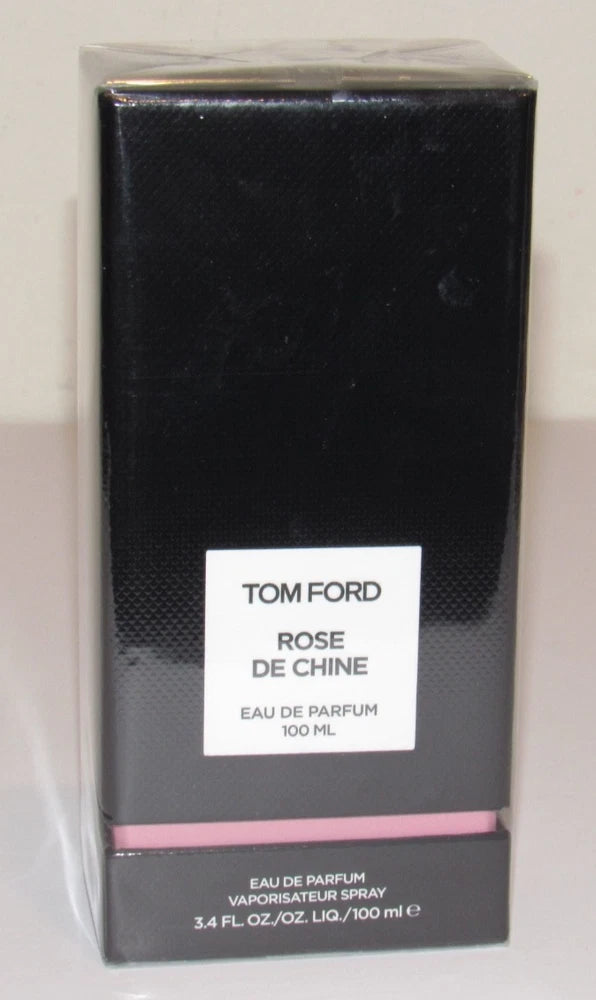 TOM FORD
ROSE
DE CHINE
EAU DE PARFUM
100 ML
EAU DE PARFUM
VAPORISATEUR SPRAY
3.4 FL. OZ./OZ. LIQ./100 ml ℮